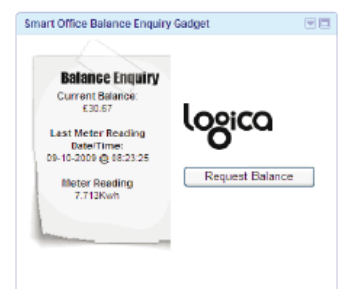 Smart Office Balance Enquiry Gadget
Balance Enquiry
Current Balance:
£30.67
Last Meter Reading
Date/Time:
09-10-2009 @ 08:23:25
Meter Reading
7.713Kwh
logica
Request Balance